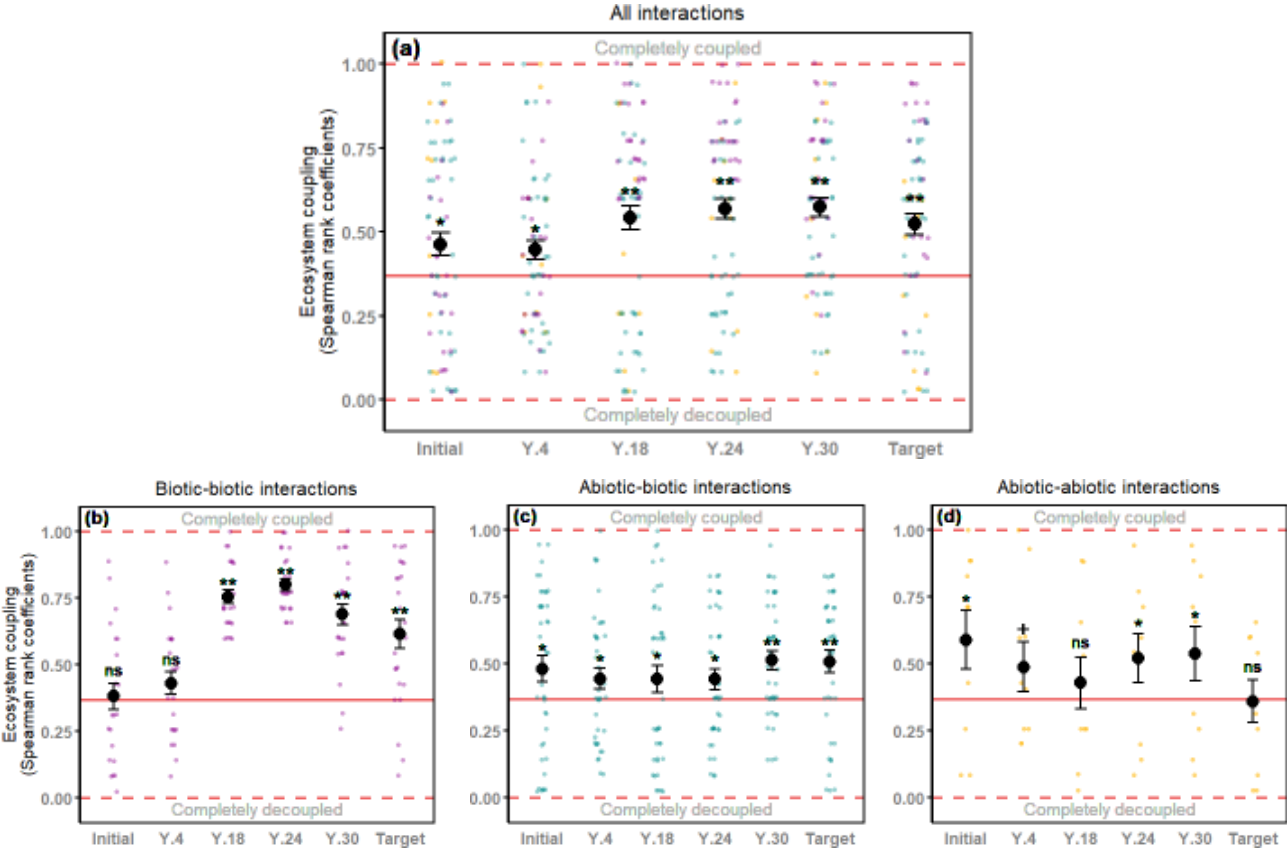 All interactions
(a)
Completely coupled
1.00
0.75
0.50
0.25
0.00
Ecosystem coupling
(Spearman rank coefficients)
* * ** ** ** **
Completely decoupled
Initial Y.4 Y.18 Y.24 Y.30 Target
Biotic-biotic interactions
(b)
Completely coupled
1.00
0.75
0.50
0.25
0.00
Ecosystem coupling
(Spearman rank coefficients)
ns ns ** ** ** **
Completely decoupled
Initial Y.4 Y.18 Y.24 Y.30 Target
Abiotic-biotic interactions
(c)
Completely coupled
1.00
0.75
0.50
0.25
0.00
* * * * ** **
Completely decoupled
Initial Y.4 Y.18 Y.24 Y.30 Target
Abiotic-abiotic interactions
(d)
Completely coupled
1.00
0.75
0.50
0.25
0.00
* ┼ ns * * ns
Completely decoupled
Initial Y.4 Y.18 Y.24 Y.30 Target